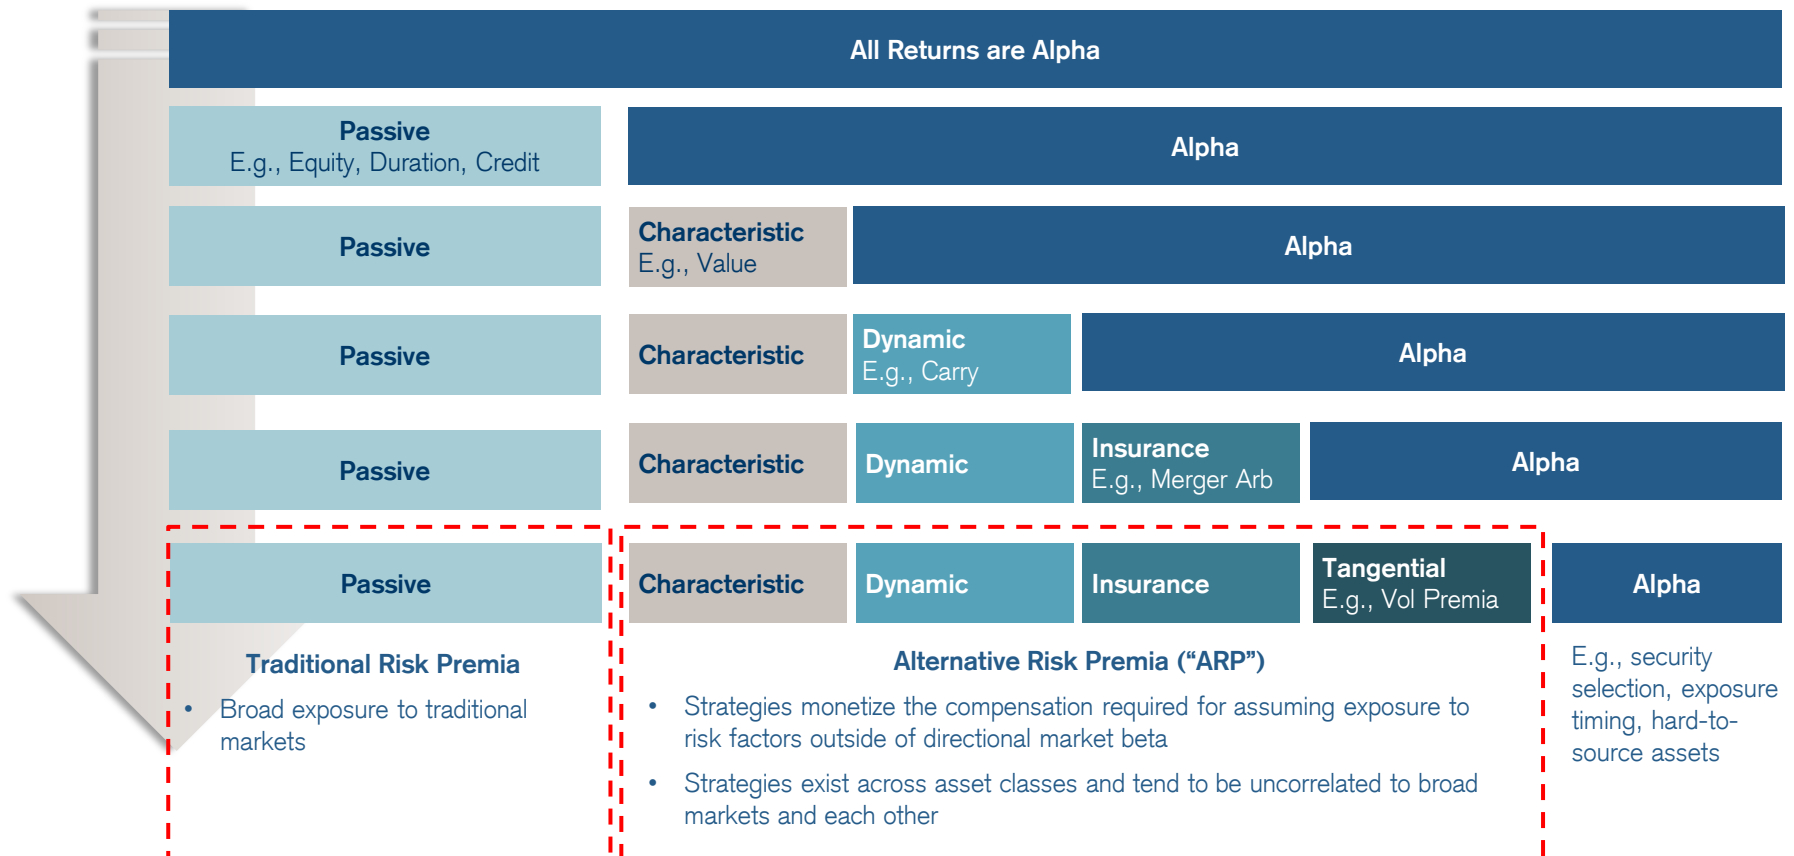 All Returns are Alpha
Passive
E.g., Equity, Duration, Credit
Alpha
Passive
Characteristic
E.g., Value
Alpha
Passive
Characteristic
Dynamic
E.g., Carry
Alpha
Passive
Characteristic
Dynamic
Insurance
E.g., Merger Arb
Alpha
Passive
Characteristic
Dynamic
Insurance
Tangential
E.g., Vol Premia
Alpha
Traditional Risk Premia
• Broad exposure to traditional
markets
Alternative Risk Premia (“ARP”)
• Strategies monetize the compensation required for assuming exposure to
risk factors outside of directional market beta
• Strategies exist across asset classes and tend to be uncorrelated to broad
markets and each other
E.g., security
selection, exposure
timing, hard-to-
source assets